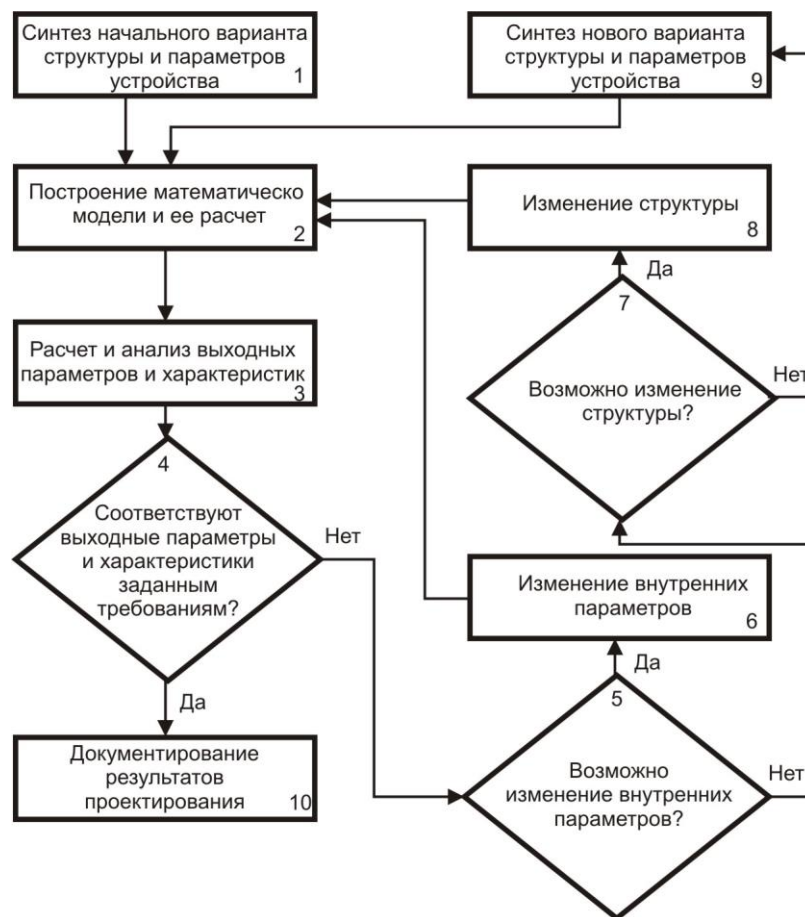 Синтез начального варианта
структуры и параметров
устройства
1
Синтез нового варианта
структуры и параметров
устройства
9
Построение математическо
модели и ее расчет
2
Изменение структуры
8
Да
7
Возможно изменение
структуры?
Нет
Расчет и анализ выходных
параметров и характеристик
3
4
Соответствуют
выходные параметры
и характеристики
заданным
требованиям?
Нет
Да
Изменение внутренних
параметров
6
Да
5
Возможно
изменение внутренних
параметров?
Нет
Документирование
результатов
проектирования
10